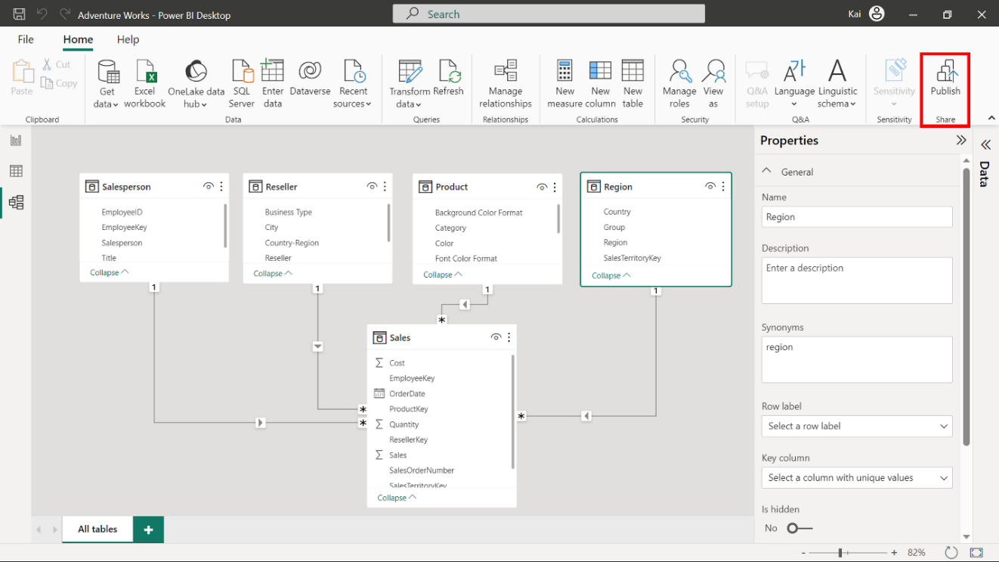 Adventure Works - Power BI Desktop
Search
Kai
File
Home
Help
Paste
Cut
Copy
Clipboard
Get
data
Excel
workbook
OneLake data
hub
SQL
Server
Enter
data
Dataverse
Recent
sources
Data
Transform
data
Refresh
Queries
Manage
relationships
Relationships
New
measure
New
column
New
table
Calculations
Manage
roles
View
as
Security
Q&A
setup
Language
Linguistic
schema
Q&A
Sensitivity
Sensitivity
Publish
Share
Salesperson
EmployeeID
EmployeeKey
Salesperson
Title
Collapse
1
Reseller
Business Type
City
Country-Region
Reseller
Collapse
1
Product
Background Color Format
Category
Color
Font Color Format
Collapse
1
*
Region
Country
Group
Region
SalesTerritoryKey
Collapse
1
Sales
Cost
EmployeeKey
OrderDate
ProductKey
Quantity
ResellerKey
Sales
SalesOrderNumber
SalesTerritoryKey
Collapse
*
*
*
Properties
General
Name
Region
Description
Enter a description
Synonyms
region
Row label
Select a row label
Key column
Select a column with unique values
Is hidden
No
Data
All tables
+
- + 82%